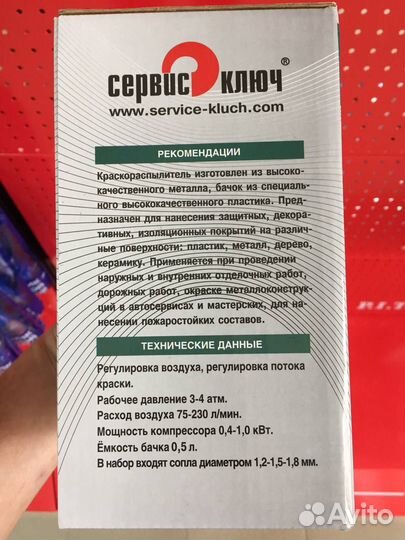 сервис ключ ®
www.service-kluch.com
РЕКОМЕНДАЦИИ
Краскораспылитель изготовлен из высоко-
качественного металла, бачок из специаль-
ного высококачественного пластика. Пред-
назначен для нанесения защитных, декора-
тивных, изоляционных покрытий на различ-
ные поверхности: пластик, металл, дерево,
керамику. Применяется при проведении
наружных и внутренних отделочных работ,
дорожных работ, окраске металлоконструк-
ций в автосервисах и мастерских, для на-
несении пожаростойких составов.
ТЕХНИЧЕСКИЕ ДАННЫЕ
Регулировка воздуха, регулировка потока
краски.
Рабочее давление 3-4 атм.
Расход воздуха 75-230 л/мин.
Мощность компрессора 0,4-1,0 кВт.
Ёмкость бачка 0,5 л.
В набор входят сопла диаметром 1,2-1,5-1,8 мм.
Avito